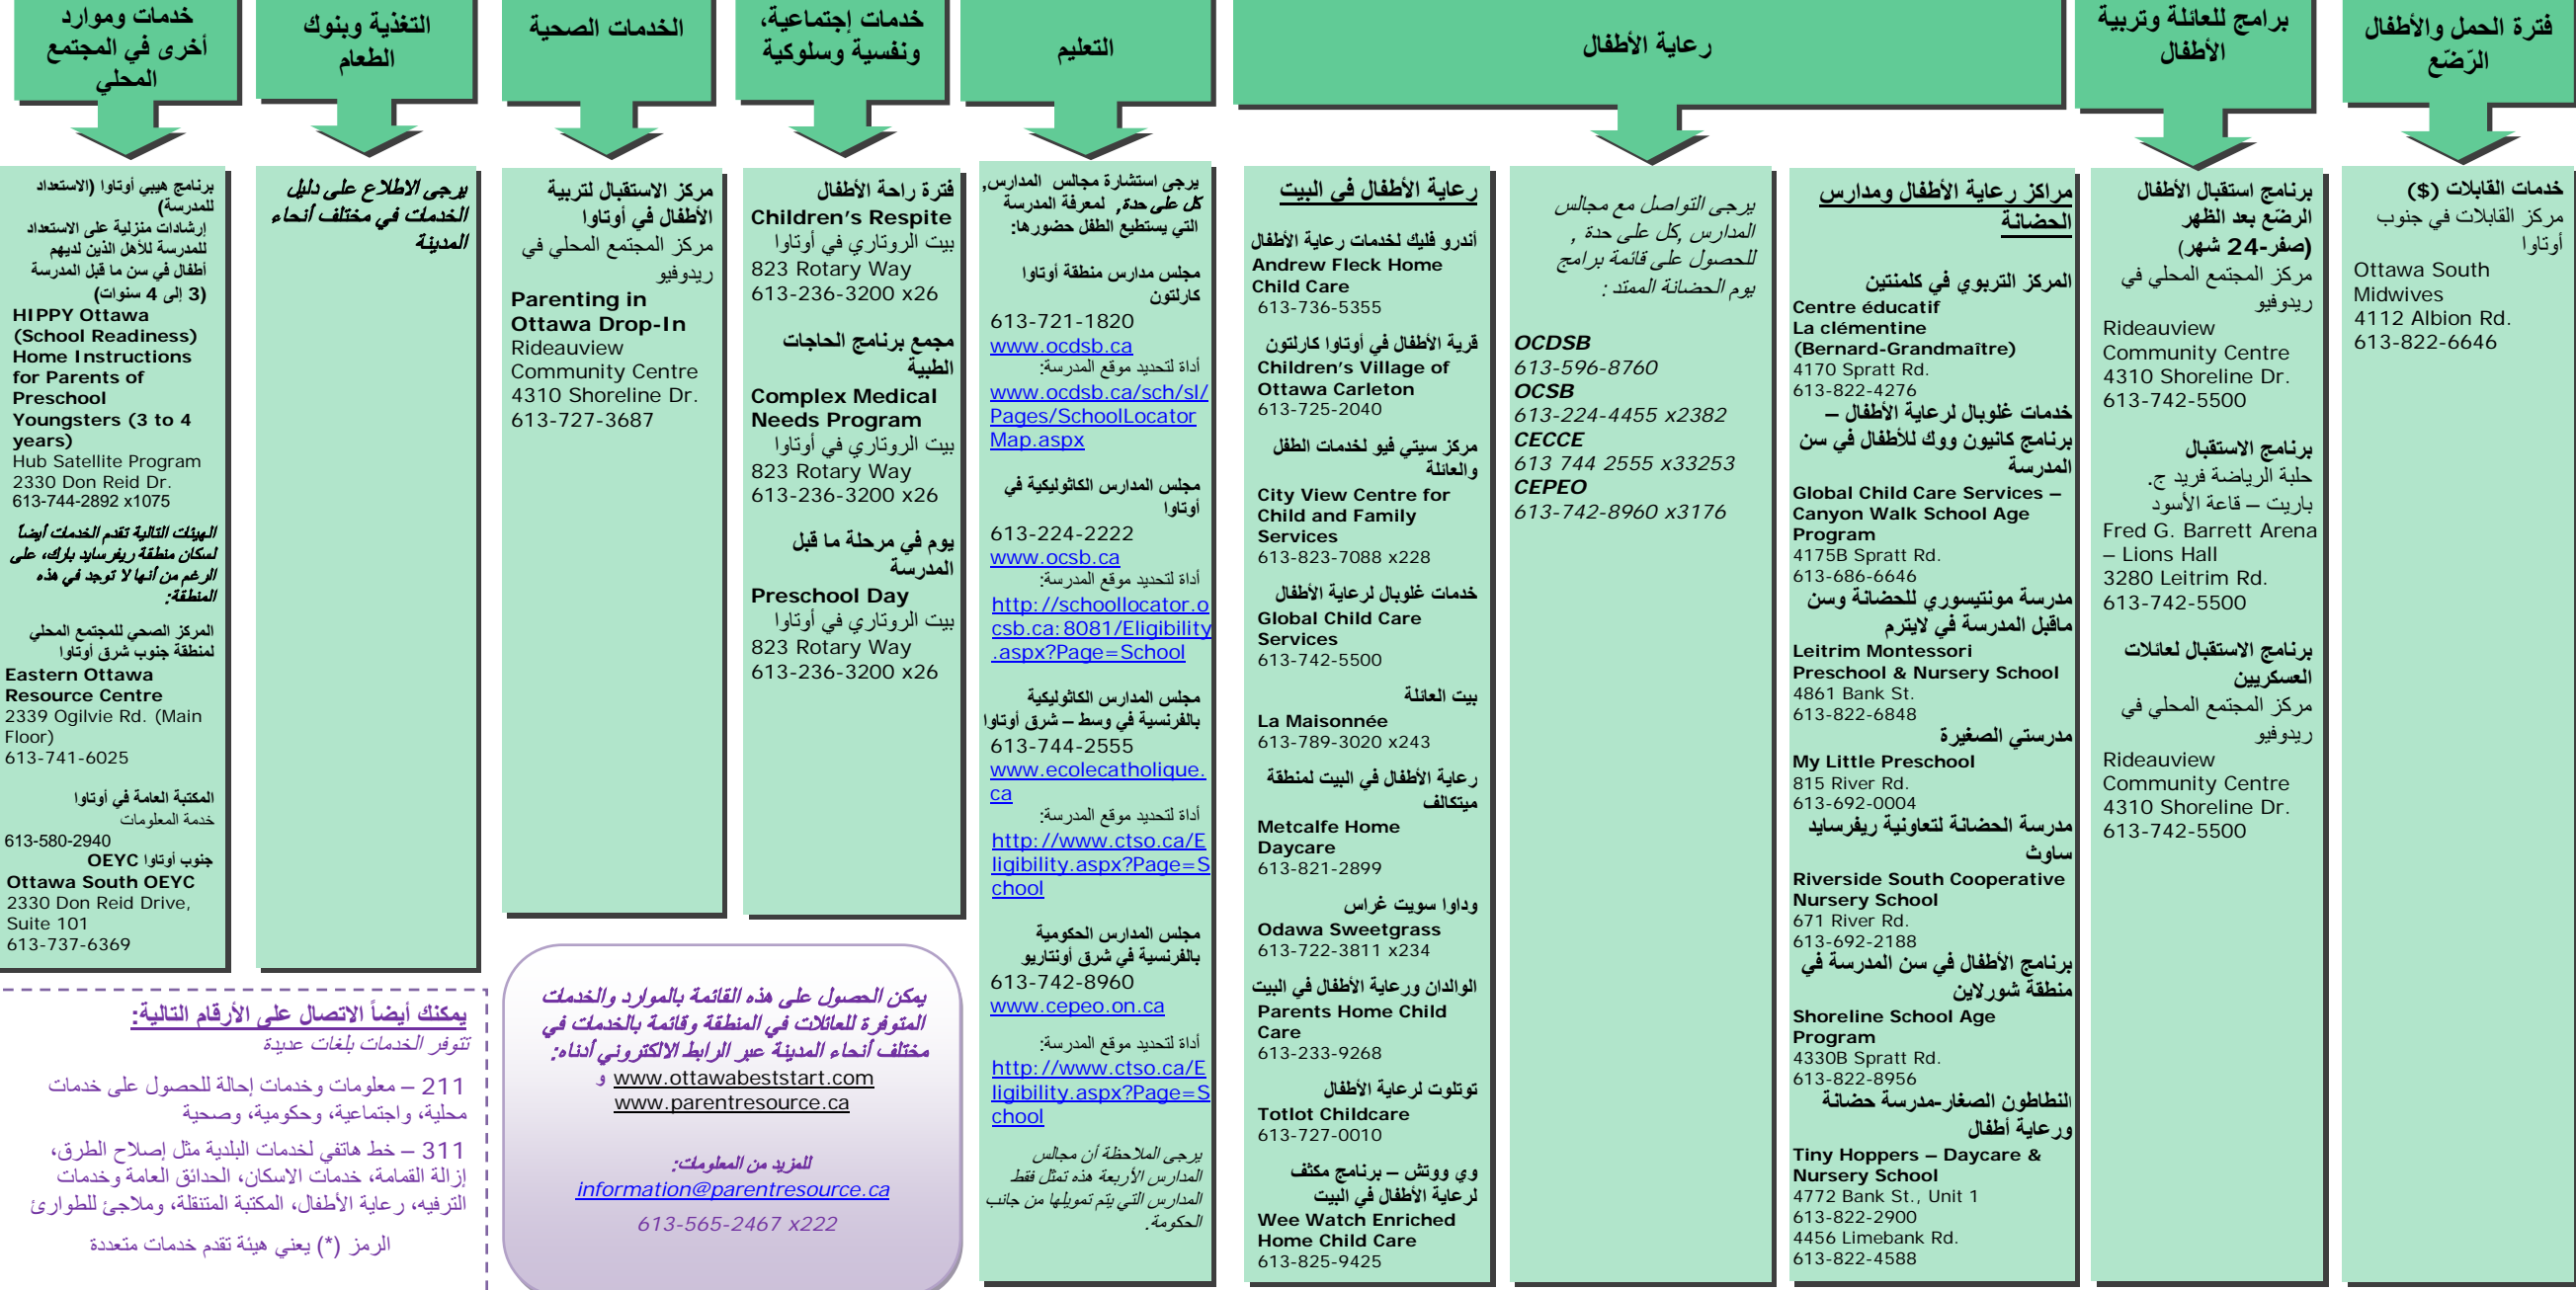 فترة الحمل والأطفال
الرّضّع
خدمات القابلات ($)
مركز القابلات في جنوب
أوتاوا
Ottawa South
Midwives
4112 Albion Rd.
613-822-6646
برامج للعائلة وتربية
الأطفال
برنامج استقبال الأطفال
الرضّع بعد الظهر
(صفر-24 شهر)
مركز المجتمع المحلي في
ريدوفيو
Rideauview
Community Centre
4310 Shoreline Dr.
613-742-5500
برنامج الاستقبال
حلبة الرياضة فريد ج.
باريت – قاعة الأسود
Fred G. Barrett Arena
– Lions Hall
3280 Leitrim Rd.
613-742-5500
برنامج الاستقبال لعائلات
العسكريين
مركز المجتمع المحلي في
ريدوفيو
Rideauview
Community Centre
4310 Shoreline Dr.
613-742-5500
رعاية الأطفال
مراكز رعاية الأطفال ومدارس
الحضانة
المركز التربوي في كلمنتين
Centre éducatif
La clémentine
(Bernard-Grandmaître)
4170 Spratt Rd.
613-822-4276
خدمات غلوبال لرعاية الأطفال –
برنامج كانيون ووك للأطفال في سن
المدرسة
Global Child Care Services –
Canyon Walk School Age
Program
4175B Spratt Rd.
613-686-6646
مدرسة مونتيسوري للحضانة وسن
ماقبل المدرسة في لايترم
Leitrim Montessori
Preschool & Nursery School
4861 Bank St.
613-822-6848
مدرستي الصغيرة
My Little Preschool
815 River Rd.
613-692-0004
مدرسة الحضانة لتعاونية ريفرسايد
ساوث
Riverside South Cooperative
Nursery School
671 River Rd.
613-692-2188
برنامج الأطفال في سن المدرسة في
منطقة شورلاين
Shoreline School Age
Program
4330B Spratt Rd.
613-822-8956
النطاطون الصغار-مدرسة حضانة
ورعاية أطفال
Tiny Hoppers – Daycare &
Nursery School
4772 Bank St., Unit 1
613-822-2900
4456 Limebank Rd.
613-822-4588
يرجى التواصل مع مجالس
المدارس ,كل على حدة ,
للحصول على قائمة برامج
يوم الحضانة الممتد :
OCDSB
613-596-8760
OCSB
613-224-4455 x2382
CECCE
613 744 2555 x33253
CEPEO
613-742-8960 x3176
رعاية الأطفال في البيت
أندرو فليك لخدمات رعاية الأطفال
Andrew Fleck Home
Child Care
613-736-5355
قرية الأطفال في أوتاوا كارلتون
Children's Village of
Ottawa Carleton
613-725-2040
مركز سيتي فيو لخدمات الطفل
والعائلة
City View Centre for
Child and Family
Services
613-823-7088 x228
خدمات غلوبال لرعاية الأطفال
Global Child Care
Services
613-742-5500
بيت العائلة
La Maisonnée
613-789-3020 x243
رعاية الأطفال في البيت لمنطقة
ميتكالف
Metcalfe Home
Daycare
613-821-2899
وداوا سويت غراس
Odawa Sweetgrass
613-722-3811 x234
الوالدان ورعاية الأطفال في البيت
Parents Home Child
Care
613-233-9268
توتلوت لرعاية الأطفال
Totlot Childcare
613-727-0010
وي ووتش – برنامج مكثف
لرعاية الأطفال في البيت
Wee Watch Enriched
Home Child Care
613-825-9425
التعليم
يرجى استشارة مجالس المدارس,
كل على حدة, لمعرفة المدرسة
التي يستطيع الطفل حضورها:
مجلس مدارس منطقة أوتاوا
كارلتون
613-721-1820
www.ocdsb.ca
أداة لتحديد موقع المدرسة:
www.ocdsb.ca/sch/sl/
Pages/SchoolLocator
Map.aspx
مجلس المدارس الكاثوليكية في
أوتاوا
613-224-2222
www.ocsb.ca
أداة لتحديد موقع المدرسة:
http://schoollocator.o
csb.ca:8081/Eligibility
.aspx?Page=School
مجلس المدارس الكاثوليكية
بالفرنسية في وسط – شرق أوتاوا
613-744-2555
www.ecolecatholique.
ca
أداة لتحديد موقع المدرسة:
http://www.ctso.ca/E
ligibility.aspx?Page=S
chool
مجلس المدارس الحكومية
بالفرنسية في شرق أونتاريو
613-742-8960
www.cepeo.on.ca
أداة لتحديد موقع المدرسة:
http://www.ctso.ca/E
ligibility.aspx?Page=S
chool
يرجى الملاحظة أن مجالس
المدارس الأربعة هذه تمثل فقط
المدارس التي يتم تمويلها من جانب
الحكومة.
خدمات إجتماعية،
ونفسية وسلوكية
فترة راحة الأطفال
Children's Respite
بيت الروتاري في أوتاوا
823 Rotary Way
613-236-3200 x26
مجمع برنامج الحاجات
الطبية
Complex Medical
Needs Program
بيت الروتاري في أوتاوا
823 Rotary Way
613-236-3200 x26
يوم في مرحلة ما قبل
المدرسة
Preschool Day
بيت الروتاري في أوتاوا
823 Rotary Way
613-236-3200 x26
الخدمات الصحية
مركز الاستقبال لتربية
الأطفال في أوتاوا
مركز المجتمع المحلي في
ريدوفيو
Parenting in
Ottawa Drop-In
Rideauview
Community Centre
4310 Shoreline Dr.
613-727-3687
التغذية وبنوك
الطعام
يرجى الاطلاع على دليل
الخدمات في مختلف أنحاء
المدينة
خدمات وموارد
أخرى في المجتمع
المحلي
برنامج هيبي أوتاوا (الاستعداد
للمدرسة)
إرشادات منزلية على الاستعداد
للمدرسة للأهل الذين لديهم
أطفال في سن ما قبل المدرسة
(3 إلى 4 سنوات)
HIPPY Ottawa
(School Readiness)
Home Instructions
for Parents of
Preschool
Youngsters (3 to 4
years)
Hub Satellite Program
2330 Don Reid Dr.
613-744-2892 x1075
الهيئات التالية تقدم الخدمات أيضاً
لسكان منطقة ريفرسايد بارك، على
الرغم من أنها لا توجد في هذه
المنطقة:
المركز الصحي للمجتمع المحلي
لمنطقة جنوب شرق أوتاوا
Eastern Ottawa
Resource Centre
2339 Ogilvie Rd. (Main
Floor)
613-741-6025
المكتبة العامة في أوتاوا
خدمة المعلومات
613-580-2940
جنوب أوتاوا OEYC
Ottawa South OEYC
2330 Don Reid Drive,
Suite 101
613-737-6369
يمكن الحصول على هذه القائمة بالموارد والخدمات
المتوفرة للعائلات في المنطقة وقائمة بالخدمات في
مختلف أنحاء المدينة عبر الرابط الالكتروني أدناه:
www.ottawabeststart.com و
www.parentresource.ca
للمزيد من المعلومات:
information@parentresource.ca
613-565-2467 x222
يمكنك أيضاً الاتصال على الأرقام التالية:
تتوفر الخدمات بلغات عديدة
211 – معلومات وخدمات إحالة للحصول على خدمات
محلية، واجتماعية، وحكومية، وصحية
311 – خط هاتفي لخدمات البلدية مثل إصلاح الطرق،
إزالة القمامة، خدمات الاسكان، الحدائق العامة وخدمات
الترفيه، رعاية الأطفال، المكتبة المتنقلة، وملاجئ للطوارئ
الرمز (*) يعني هيئة تقدم خدمات متعددة